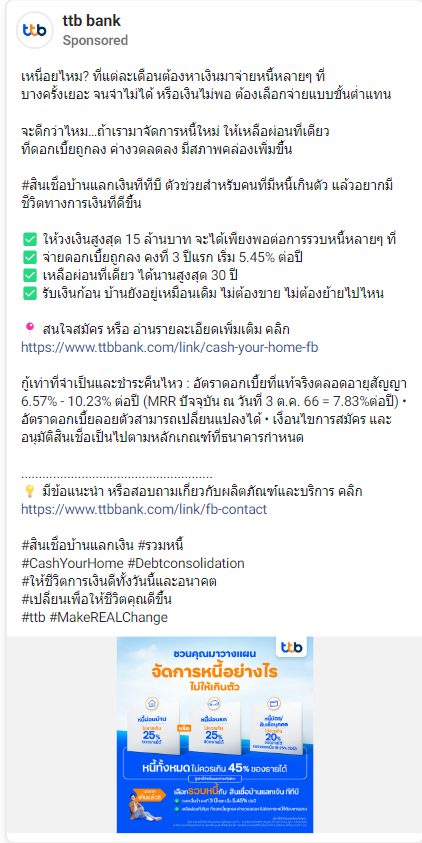 ttb bank
Sponsored
เหนื่อยไหม? ที่แต่ละเดือนต้องหาเงินมาจ่ายหนี้หลายๆ ที่
บางครั้งเยอะ จนจำไม่ได้ หรือเงินไม่พอ ต้องเลือกจ่ายแบบขั้นต่ำแทน
จะดีกว่าไหม...ถ้าเรามาจัดการหนี้ใหม่ ให้เหลือผ่อนที่เดียว
ที่ดอกเบี้ยถูกลง ค่างวดลดลง มีสภาพคล่องเพิ่มขึ้น
#สินเชื่อบ้านแลกเงินทีทีบี ตัวช่วยสำหรับคนที่มีหนี้เกินตัว แล้วอยากมี
ชีวิตทางการเงินที่ดีขึ้น
✅ ให้วงเงินสูงสุด 15 ล้านบาท จะได้เพียงพอต่อการรวบหนี้หลายๆ ที่
✅ จ่ายดอกเบี้ยถูกลง คงที่ 3 ปีแรก เริ่ม 5.45% ต่อปี
✅ เหลือผ่อนที่เดียว ได้นานสูงสุด 30 ปี
✅ รับเงินก้อน บ้านยังอยู่เหมือนเดิม ไม่ต้องขาย ไม่ต้องย้ายไปไหน
📍 สนใจสมัคร หรือ อ่านรายละเอียดเพิ่มเติม คลิก
https://www.ttbbank.com/link/cash-your-home-fb
กู้เท่าที่จำเป็นและชำระคืนไหว : อัตราดอกเบี้ยที่แท้จริงตลอดอายุสัญญา
6.57% - 10.23% ต่อปี (MRR ปัจจุบัน ณ วันที่ 3 ต.ค. 66 = 7.83%ต่อปี) •
อัตราดอกเบี้ยลอยตัวสามารถเปลี่ยนแปลงได้ • เงื่อนไขการสมัคร และ
อนุมัติสินเชื่อเป็นไปตามหลักเกณฑ์ที่ธนาคารกำหนด
.......................................................
💡 มีข้อแนะนำ หรือสอบถามเกี่ยวกับผลิตภัณฑ์และบริการ คลิก
https://www.ttbbank.com/link/fb-contact
#สินเชื่อบ้านแลกเงิน #รวมหนี้
#CashYourHome #Debtconsolidation
#ให้ชีวิตการเงินดีทั้งวันนี้และอนาคต
#เปลี่ยนเพื่อให้ชีวิตคุณดีขึ้น
#ttb #MakeREALChange
ttb
ชวนคุณมาวางแผน
จัดการหนี้อย่างไร
ไม่ให้เกินตัว
หนี้ผ่อนบ้าน
ไม่ควรเกิน
25%
ของรายได้
หรือ
หนี้ผ่อนรถ
ไม่ควรเกิน
25%
ของรายได้
หนี้บัตร/
สินเชื่อบุคคล
20%
หนี้ทั้งหมด ไม่ควรเกิน 45% ของรายได้
เลือกรวบหนี้กับ สินเชื่อบ้านแลกเงิน ทีทีบี